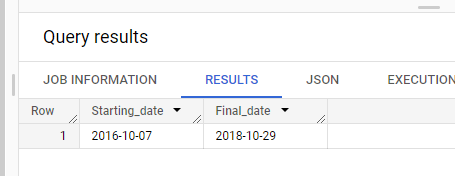 Query results
JOB INFORMATION RESULTS JSON EXECUTION
Row Starting_date Final_date
1 2016-10-07 2018-10-29